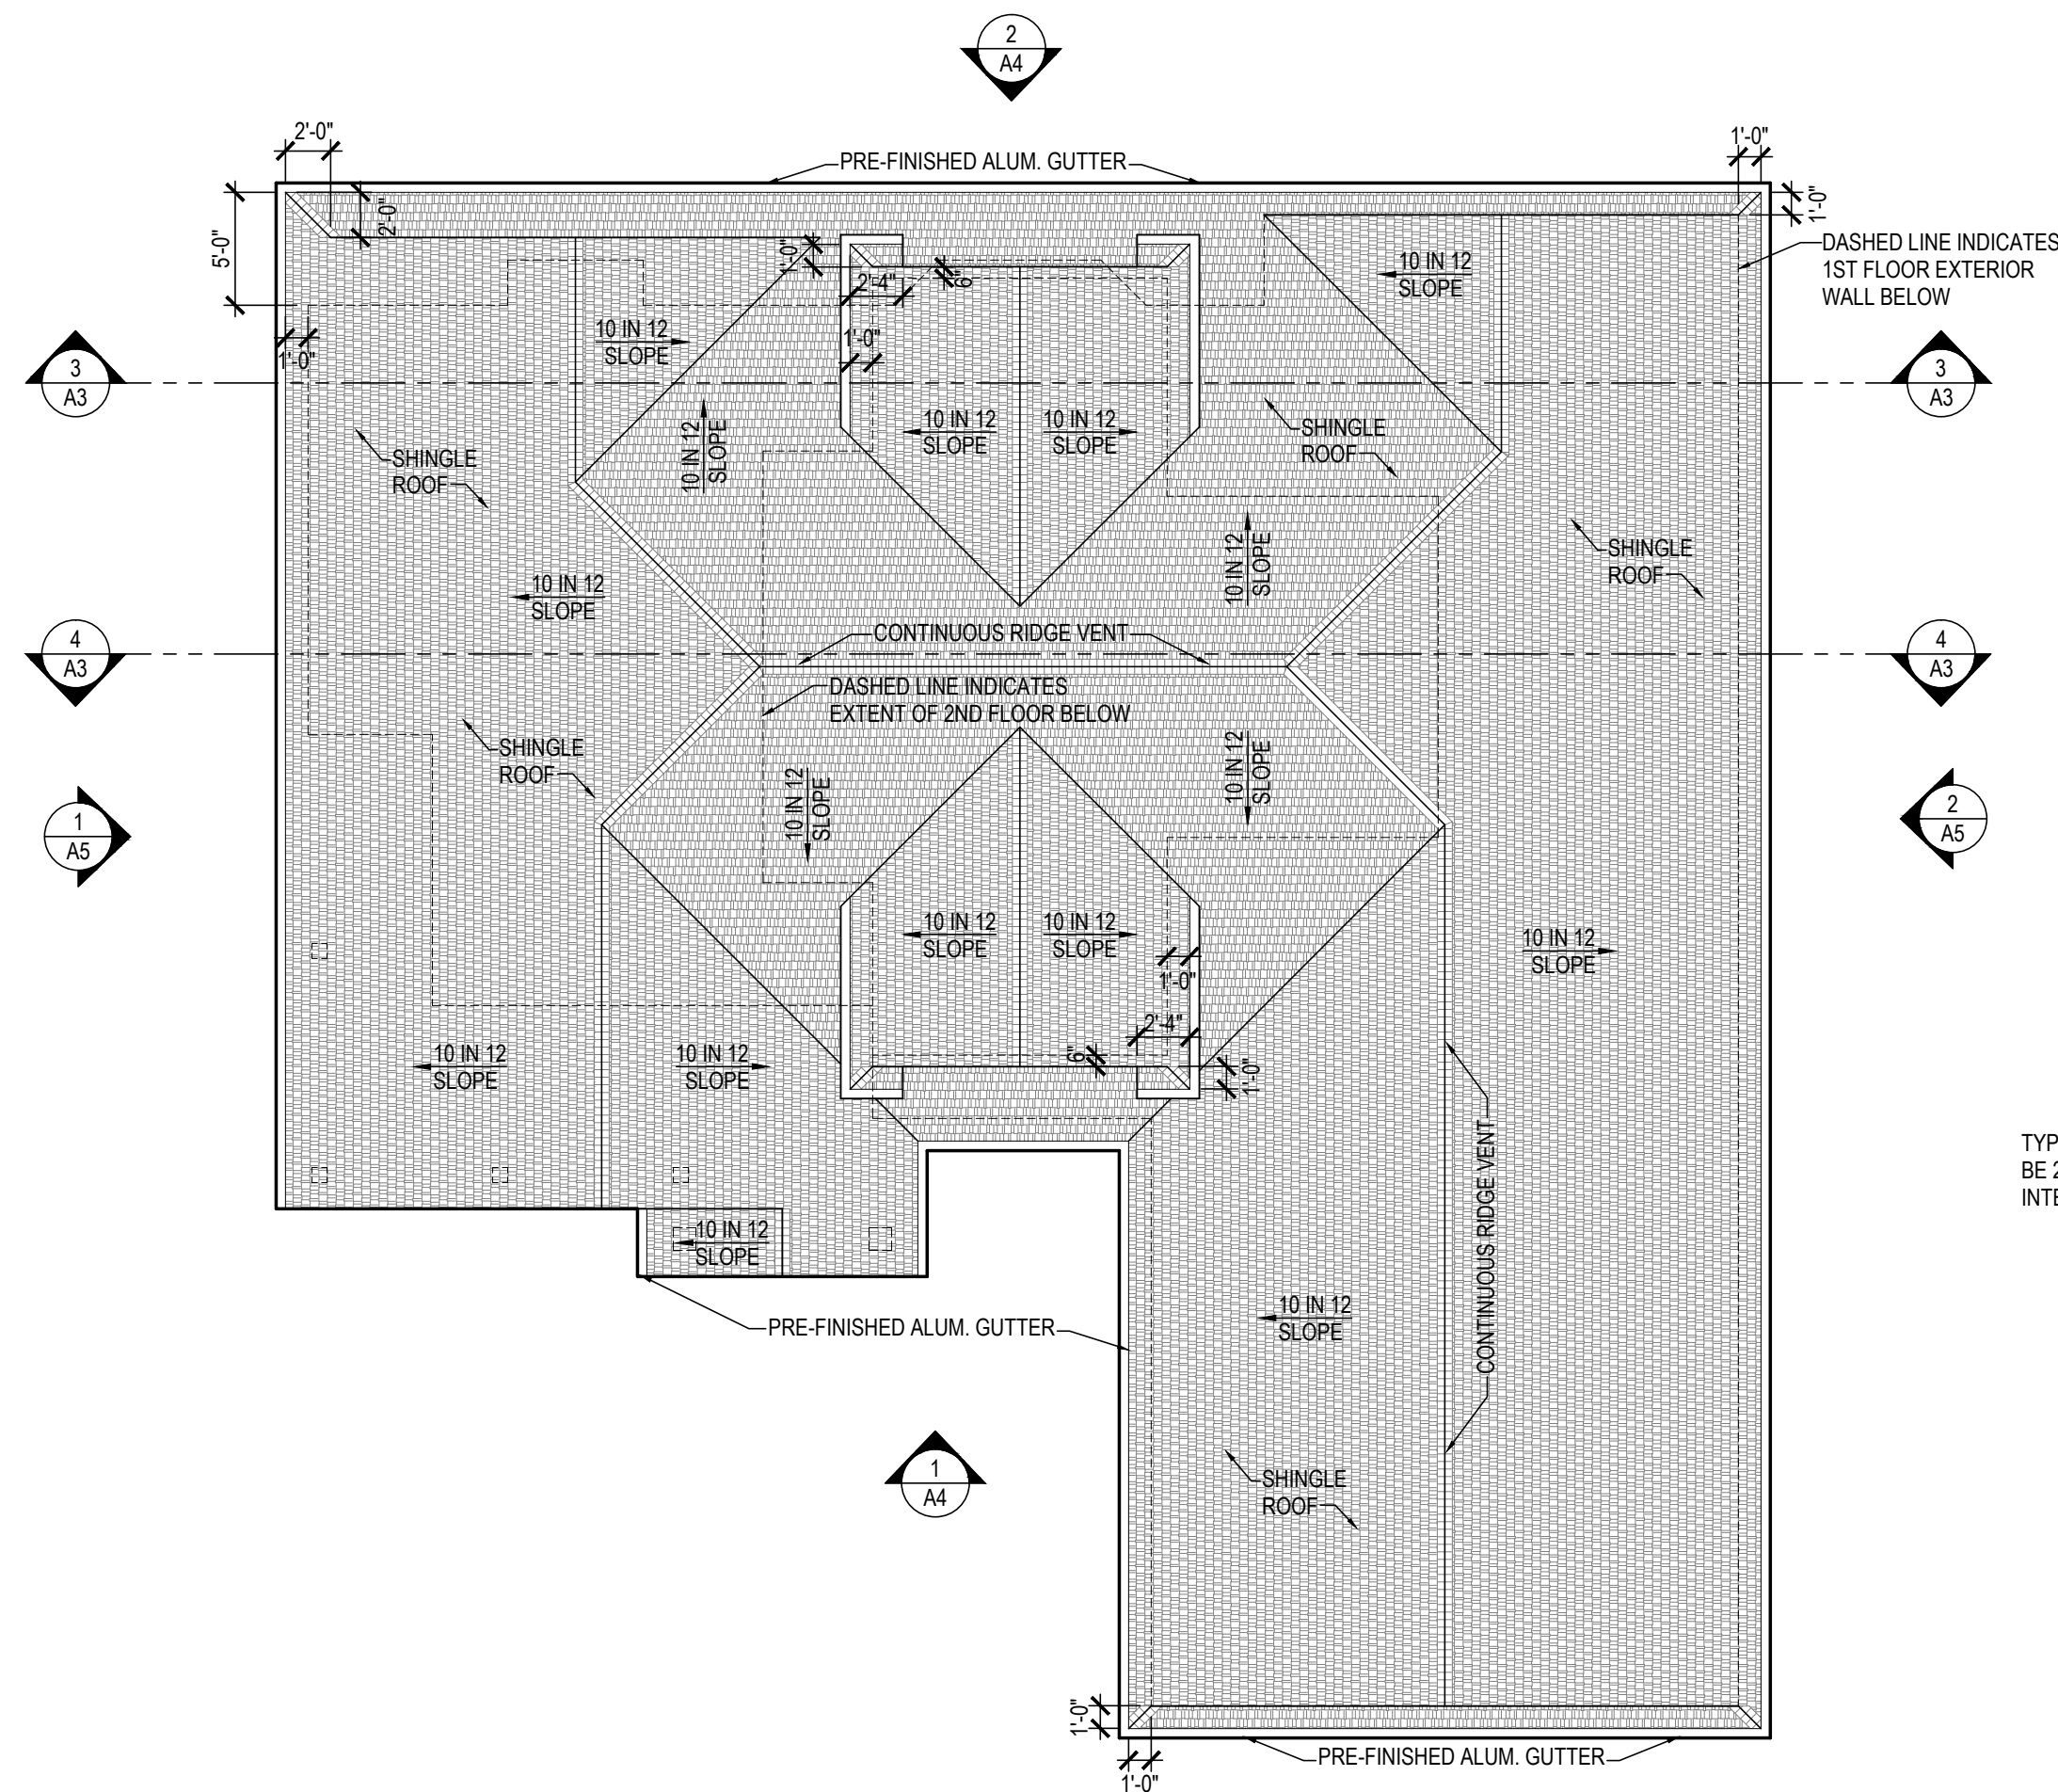 2
A4
2'-0"
1'-0"
PRE-FINISHED ALUM. GUTTER
5'-0"
2'-0"
1'-0"
DASHED LINE INDICATES
1ST FLOOR EXTERIOR
WALL BELOW
1'-0"
6"
2'-4"
10 IN 12
SLOPE
10 IN 12
SLOPE
1'-0"
1'-0"
3
A3
3
A3
10 IN 12
SLOPE
10 IN 12
SLOPE
10 IN 12
SLOPE
SHINGLE
ROOF
SHINGLE
ROOF
10 IN 12
SLOPE
SHINGLE
ROOF
10 IN 12
SLOPE
4
A3
CONTINUOUS RIDGE VENT
4
A3
DASHED LINE INDICATES
EXTENT OF 2ND FLOOR BELOW
SHINGLE
ROOF
10 IN 12
SLOPE
10 IN 12
SLOPE
1
A5
2
A5
10 IN 12
SLOPE
10 IN 12
SLOPE
10 IN 12
SLOPE
1'-0"
2'-4"
6"
1'-0"
10 IN 12
SLOPE
10 IN 12
SLOPE
TYP
BE 2
INTE
10 IN 12
SLOPE
CONTINUOUS RIDGE VENT
10 IN 12
SLOPE
PRE-FINISHED ALUM. GUTTER
1
A4
SHINGLE
ROOF
1'-0"
PRE-FINISHED ALUM. GUTTER
1'-0"